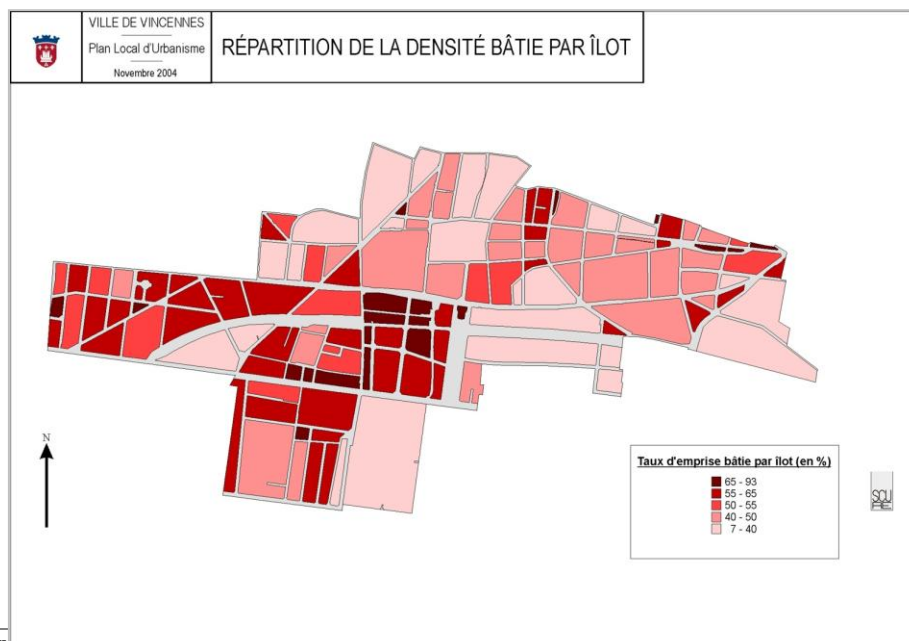 VILLE DE VINCENNES
Plan Local d'Urbanisme
Novembre 2004
RÉPARTITION DE LA DENSITÉ BÂTIE PAR ÎLOT
N
Taux d'emprise bâtie par îlot (en %)
65 - 93
55 - 65
50 - 55
40 - 50
7 - 40